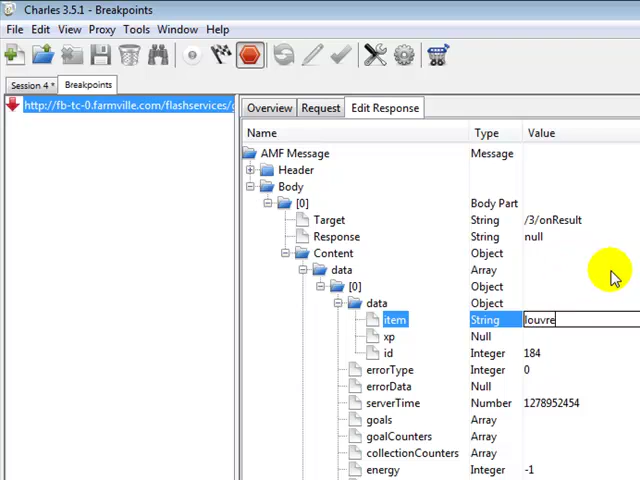 Charles 3.5.1 - Breakpoints
File Edit View Proxy Tools Window Help
Session 4 * Breakpoints
http://fb-tc-0.farmville.com/flashservices/
Overview Request Edit Response
Name Type Value
AMF Message Message
Header
Body
[0] Body Part
Target String /3/onResult
Response String null
Content Object
data Array
[0] Object
data Object
item String louvre
xp Null
id Integer 184
errorType Integer 0
errorData Null
serverTime Number 1278952454
goals Array
goalCounters Array
collectionCounters Array
energy Integer -1